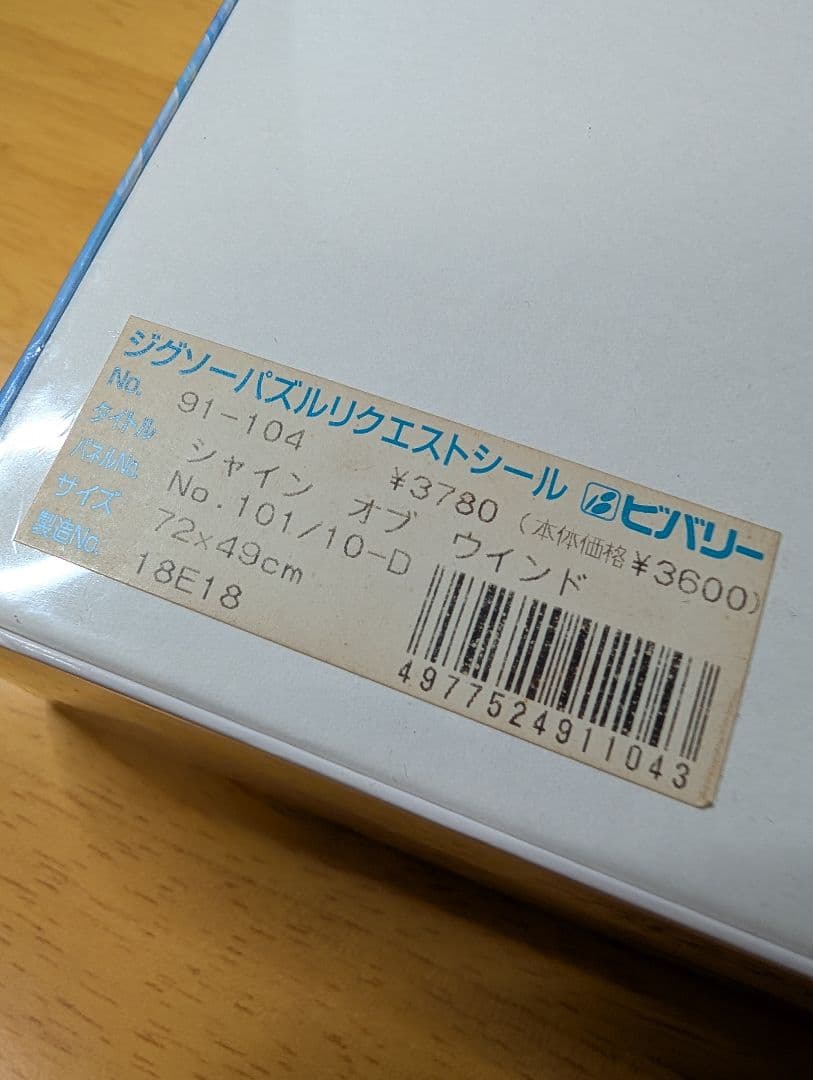 ジグソーパズルリクエストシール ビバリー
No. 91-104 ¥3780 (本体価格¥3600)
タイトル シャイン オブ ウインド
パネルNo. No.101/10-D
サイズ 72×49cm
製造No. 18E18
4977524911043